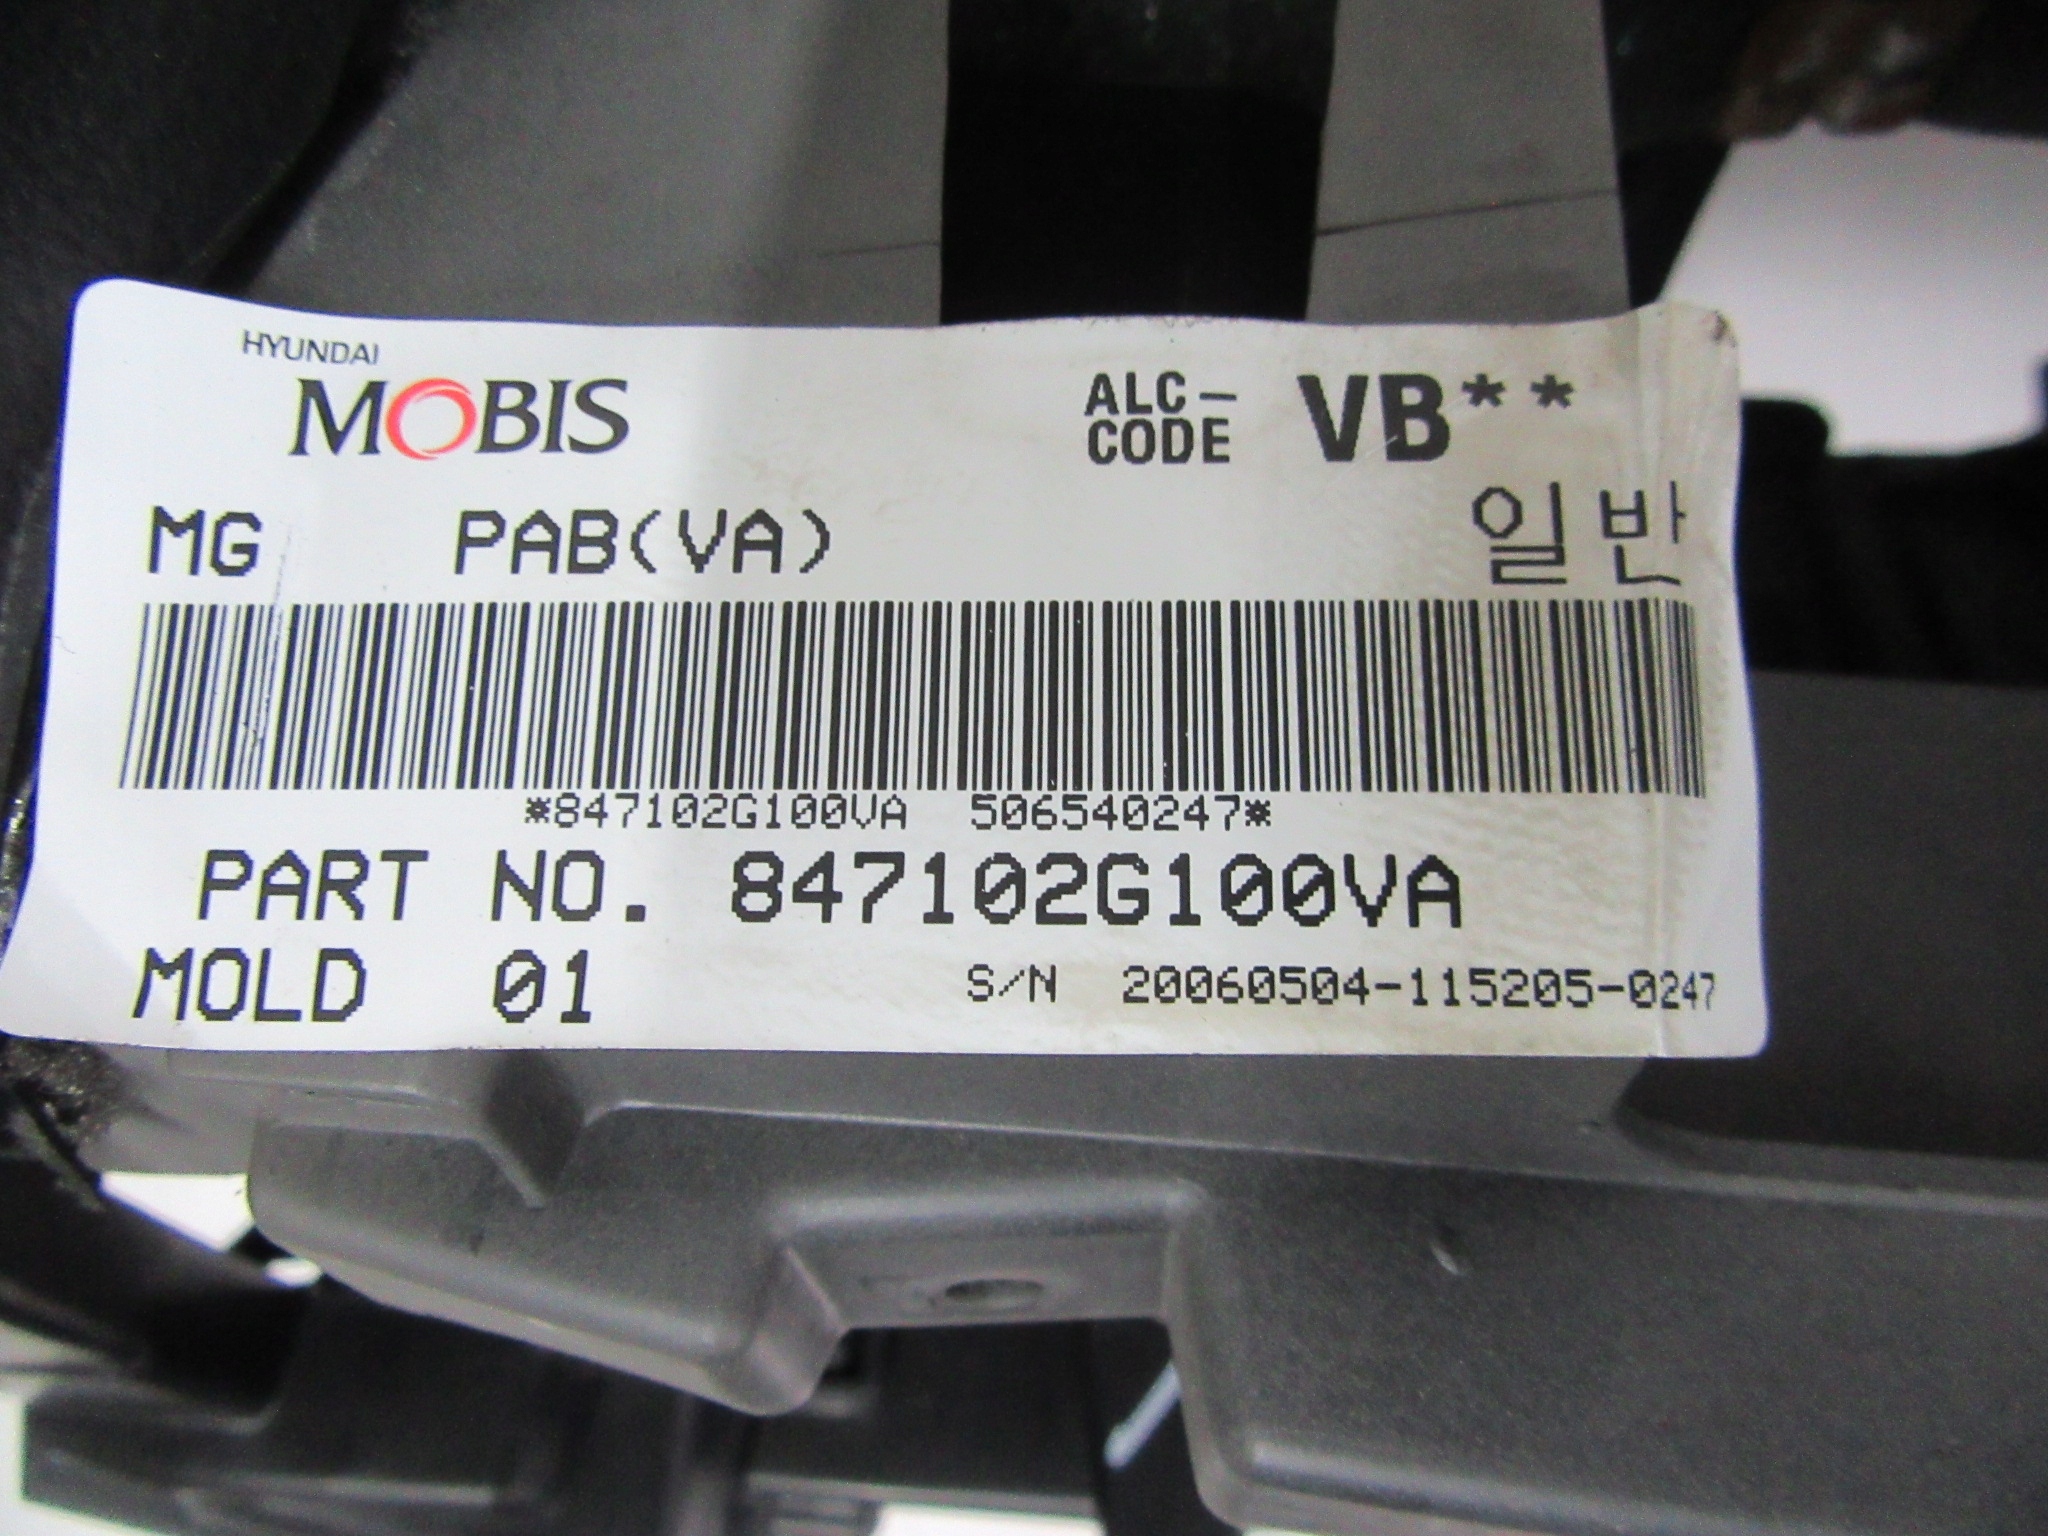 HYUNDAI
MOBIS
ALC-
CODE VB**
MG PAB(VA) 일반
*847102G100VA 506540247*
PART NO. 847102G100VA
MOLD 01 S/N 20060504-115205-0247